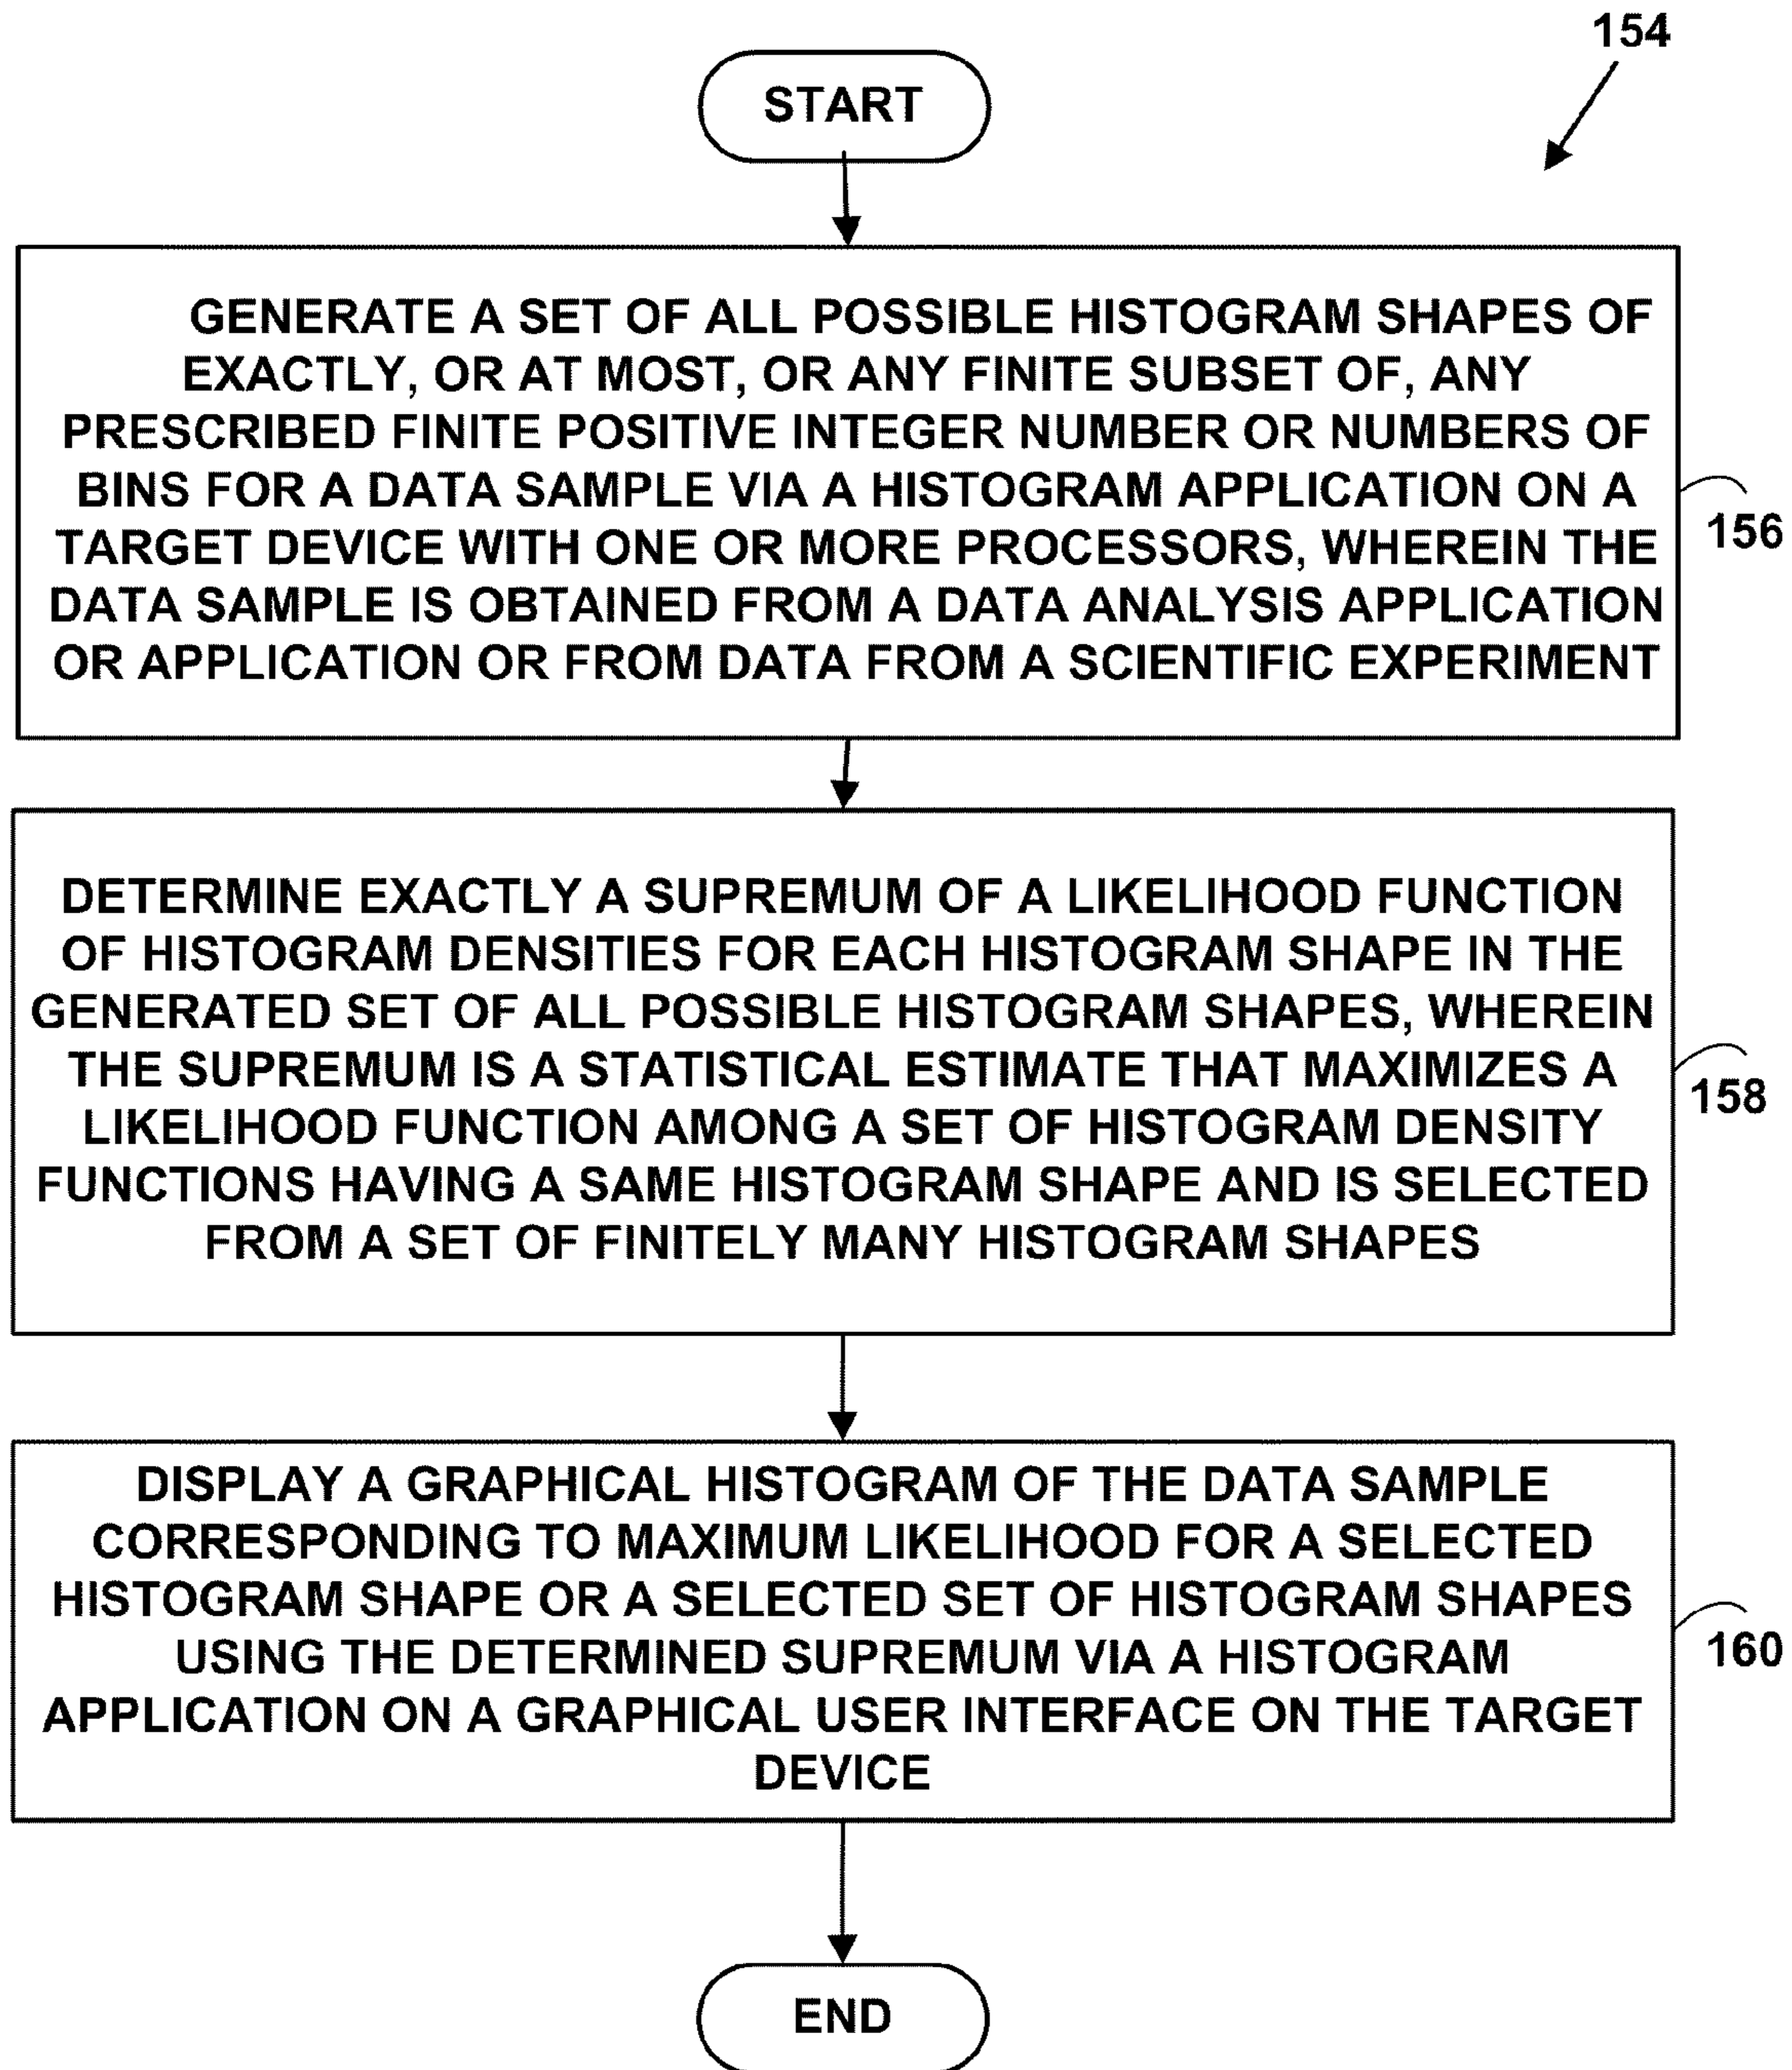 154
START
GENERATE A SET OF ALL POSSIBLE HISTOGRAM SHAPES OF
EXACTLY, OR AT MOST, OR ANY FINITE SUBSET OF, ANY
PRESCRIBED FINITE POSITIVE INTEGER NUMBER OR NUMBERS OF
BINS FOR A DATA SAMPLE VIA A HISTOGRAM APPLICATION ON A
TARGET DEVICE WITH ONE OR MORE PROCESSORS, WHEREIN THE
DATA SAMPLE IS OBTAINED FROM A DATA ANALYSIS APPLICATION
OR APPLICATION OR FROM DATA FROM A SCIENTIFIC EXPERIMENT
156
DETERMINE EXACTLY A SUPREMUM OF A LIKELIHOOD FUNCTION
OF HISTOGRAM DENSITIES FOR EACH HISTOGRAM SHAPE IN THE
GENERATED SET OF ALL POSSIBLE HISTOGRAM SHAPES, WHEREIN
THE SUPREMUM IS A STATISTICAL ESTIMATE THAT MAXIMIZES A
LIKELIHOOD FUNCTION AMONG A SET OF HISTOGRAM DENSITY
FUNCTIONS HAVING A SAME HISTOGRAM SHAPE AND IS SELECTED
FROM A SET OF FINITELY MANY HISTOGRAM SHAPES
158
DISPLAY A GRAPHICAL HISTOGRAM OF THE DATA SAMPLE
CORRESPONDING TO MAXIMUM LIKELIHOOD FOR A SELECTED
HISTOGRAM SHAPE OR A SELECTED SET OF HISTOGRAM SHAPES
USING THE DETERMINED SUPREMUM VIA A HISTOGRAM
APPLICATION ON A GRAPHICAL USER INTERFACE ON THE TARGET
DEVICE
160
END